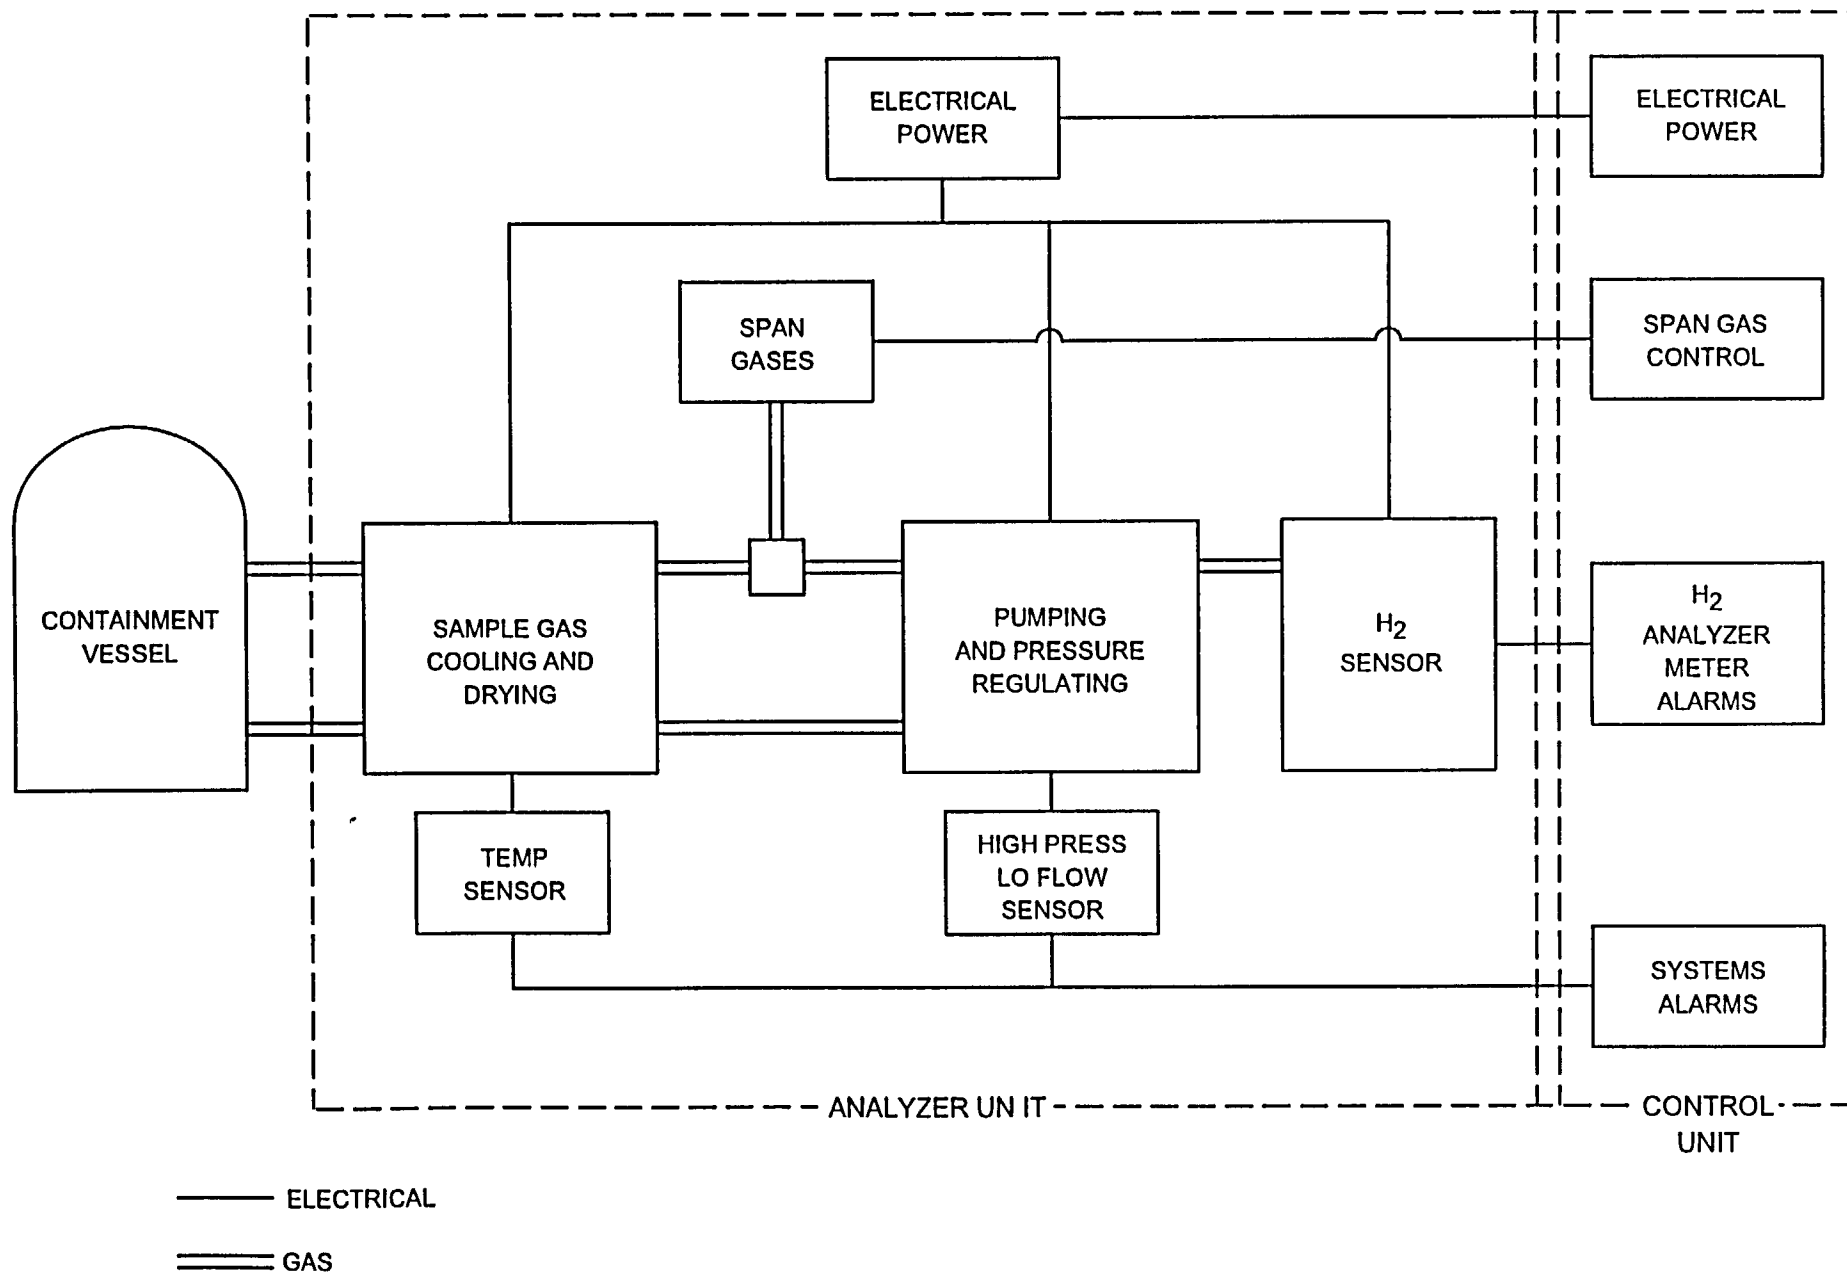 ELECTRICAL
POWER
ELECTRICAL
POWER
SPAN
GASES
SPAN GAS
CONTROL
CONTAINMENT
VESSEL
SAMPLE GAS
COOLING AND
DRYING
PUMPING
AND PRESSURE
REGULATING
H2
SENSOR
H2
ANALYZER
METER
ALARMS
TEMP
SENSOR
HIGH PRESS
LO FLOW
SENSOR
SYSTEMS
ALARMS
ANALYZER UN IT
CONTROL
UNIT
ELECTRICAL
GAS